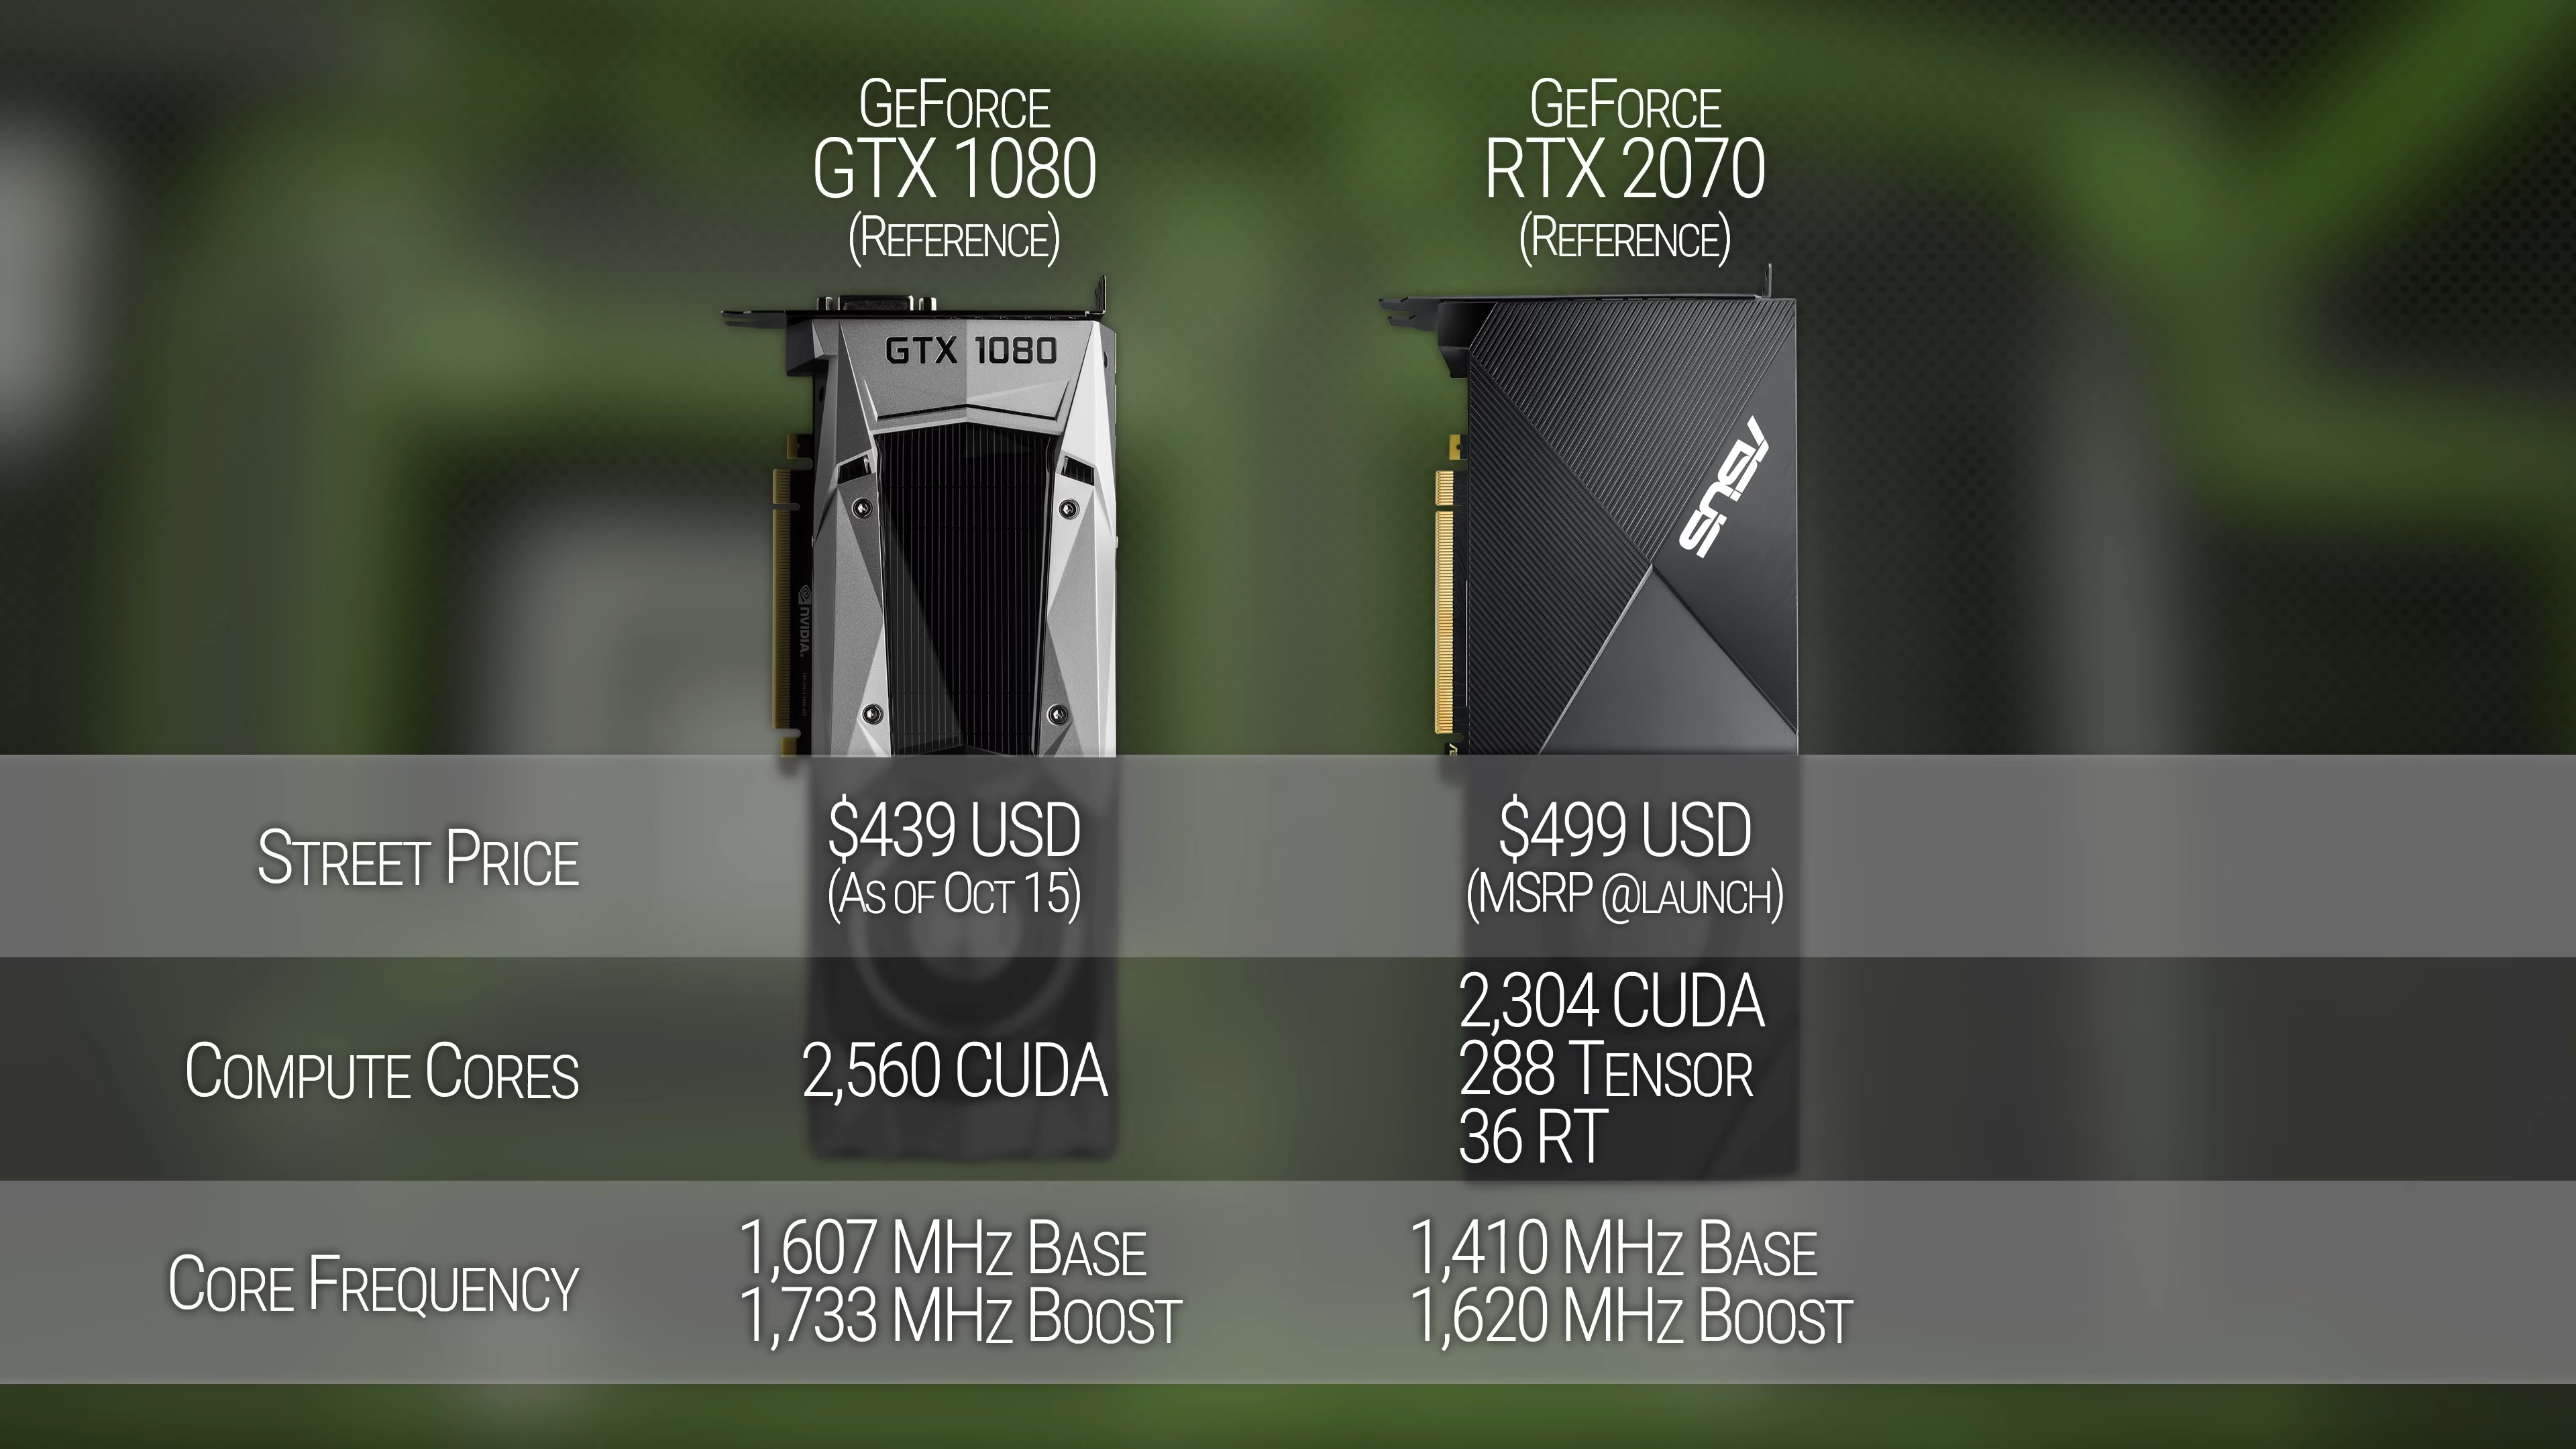 GeForce
GTX 1080
(Reference)
GeForce
RTX 2070
(Reference)
GTX 1080
ASUS
NVIDIA
Street Price
$439 USD
(As of Oct 15)
$499 USD
(MSRP @launch)
Compute Cores
2,560 CUDA
2,304 CUDA
288 Tensor
36 RT
Core Frequency
1,607 MHz Base
1,733 MHz Boost
1,410 MHz Base
1,620 MHz Boost